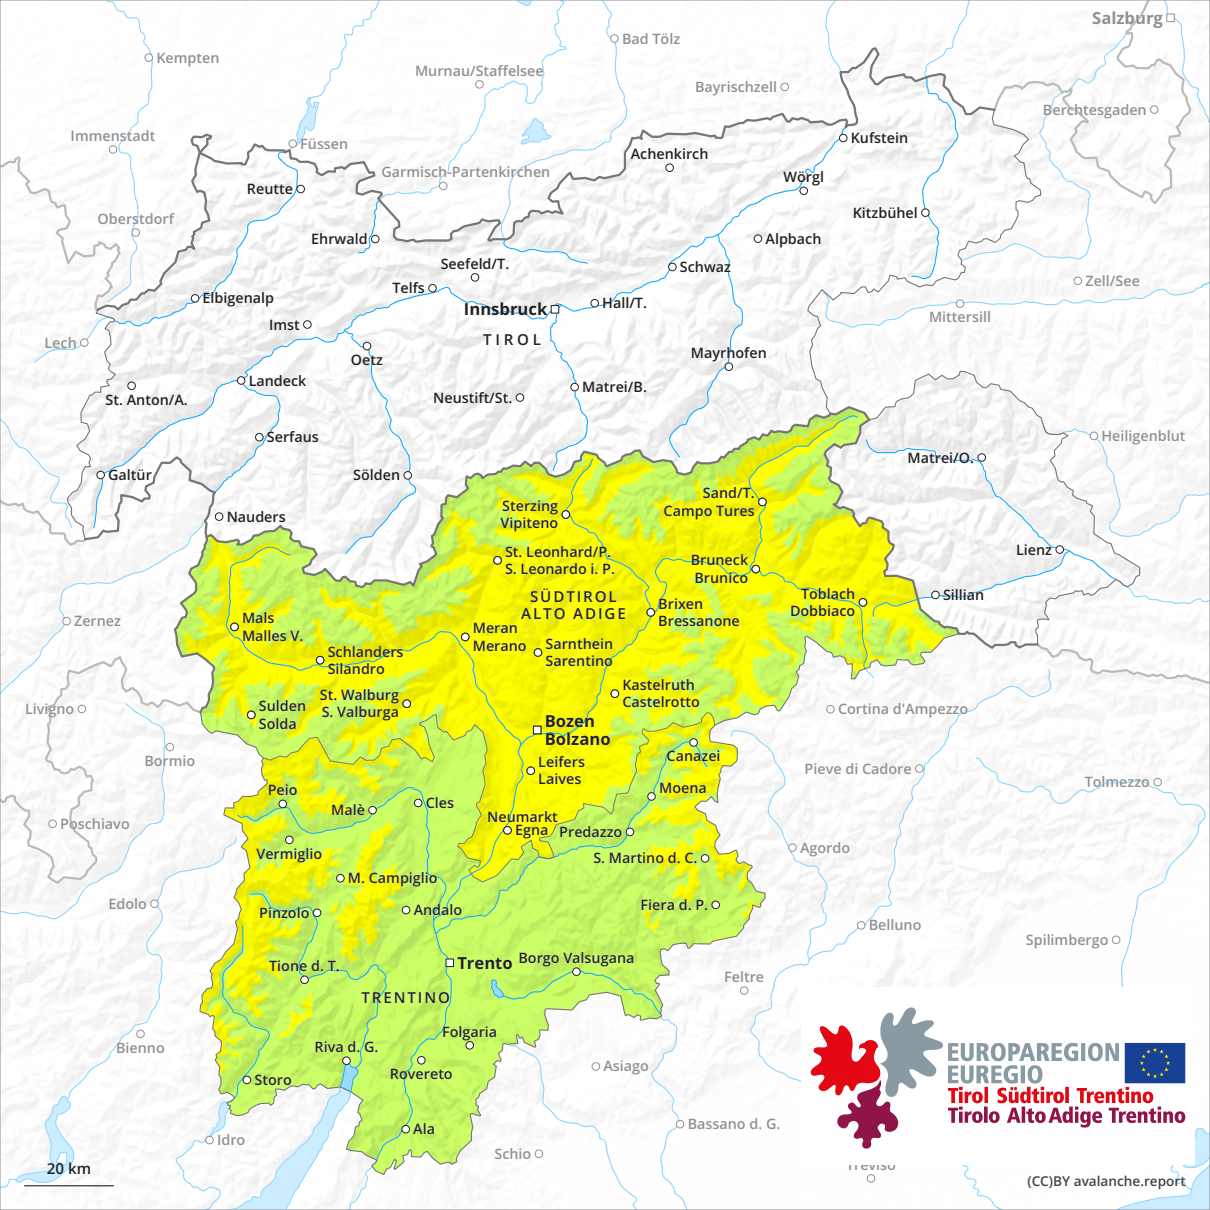 Salzburg
Bad Tölz
Kempten
Murnau/Staffelsee
Bayrischzell
Berchtesgaden
Immenstadt
Füssen
Kufstein
Achenkirch
Garmisch-Partenkirchen
Wörgl
Reutte
Oberstdorf
Kitzbühel
Ehrwald
Alpbach
Seefeld/T.
Schwaz
Zell/See
Telfs
Elbigenalp
Innsbruck
Hall/T.
Mittersill
Imst
TIROL
Lech
Oetz
Mayrhofen
Landeck
Matrei/B.
St. Anton/A.
Neustift/St.
Serfaus
Heiligenblut
Matrei/O.
Galtür
Sölden
Sand/T.
Campo Tures
Sterzing
Vipiteno
Nauders
St. Leonhard/P.
S. Leonardo i. P.
Lienz
Bruneck
Brunico
SÜDTIROL
ALTO ADIGE
Toblach
Dobbiaco
Sillian
Brixen
Bressanone
Zernez
Mals
Malles V.
Meran
Merano
Sarnthein
Sarentino
Schlanders
Silandro
Kastelruth
Castelrotto
St. Walburg
S. Valburga
Livigno
Sulden
Solda
Cortina d'Ampezzo
Bozen
Bolzano
Bormio
Canazei
Leifers
Laives
Pieve di Cadore
Tolmezzo
Peio
Moena
Malè
Cles
Poschiavo
Neumarkt
Egna
Predazzo
Vermiglio
S. Martino d. C.
Agordo
M. Campiglio
Edolo
Pinzolo
Andalo
Fiera d. P.
Belluno
Spilimbergo
Trento
Borgo Valsugana
Tione d. T.
Feltre
TRENTINO
Folgaria
Bienno
Riva d. G.
Rovereto
Asiago
Storo
EUROPAREGION
EUREGIO
Tirol Südtirol Trentino
Tirolo Alto Adige Trentino
Ala
Bassano d. G.
Idro
Schio
Treviso
20 km
(CC)BY avalanche.report